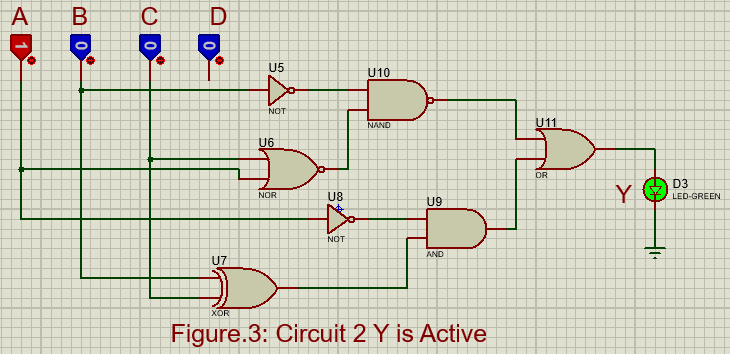 A B C D
1 0 0 0
U5
NOT
U10
NAND
U6
NOR
U11
OR
U8
NOT
U9
AND
U7
XOR
Y
D3
LED-GREEN
Figure.3: Circuit 2 Y is Active